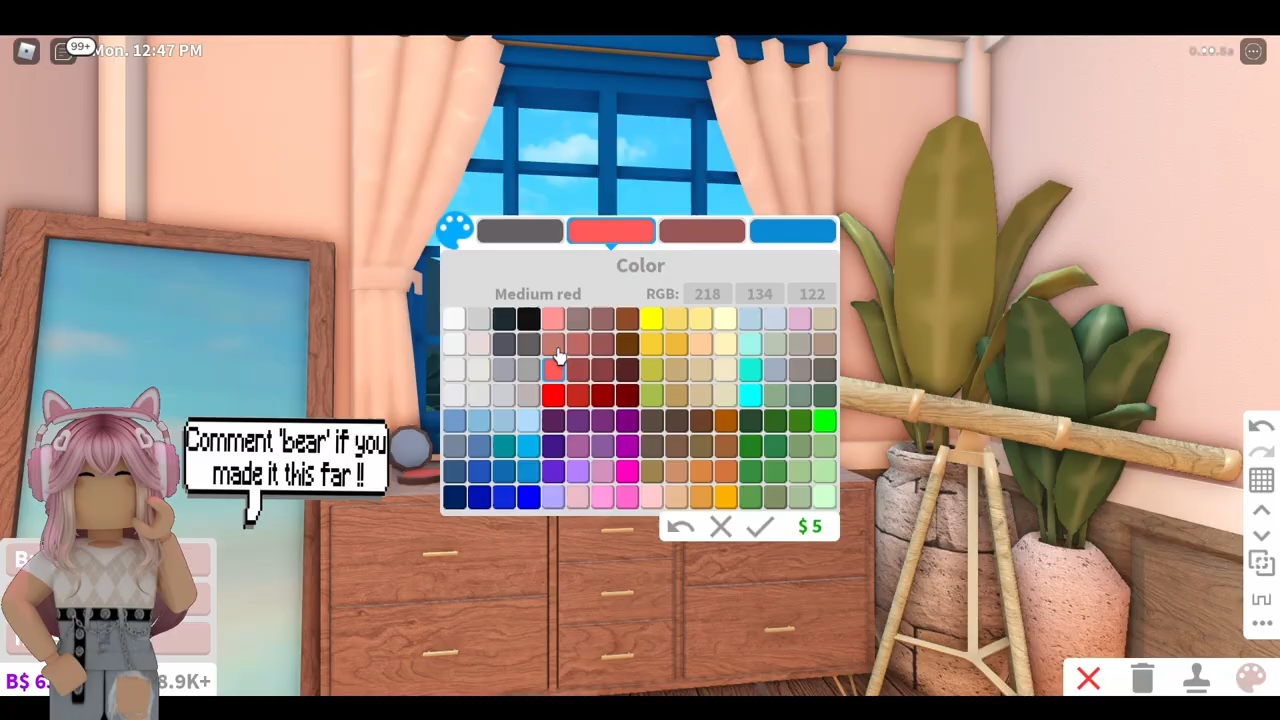 99+
Mon. 12:47 PM
Color
Medium red
RGB: 218 134 122
Comment 'bear' if you
made it this far !!
$ 5
B$ 6
8.9K+